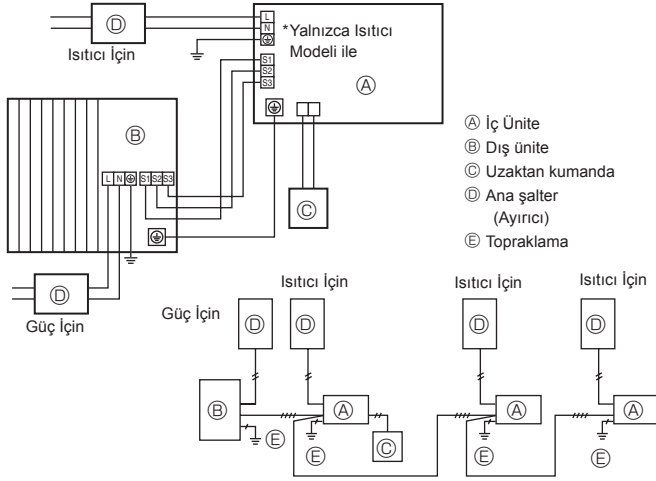 Ⓓ
Isıtıcı İçin
L
N
S1
S2
S3
*Yalnızca Isıtıcı
Modeli ile
Ⓐ
Ⓑ
L N S1 S2 S3
Ⓒ
Ⓓ
Güç İçin
Ⓐ İç Ünite
Ⓑ Dış ünite
Ⓒ Uzaktan kumanda
Ⓓ Ana şalter
(Ayırıcı)
Ⓔ Topraklama
Güç İçin
Isıtıcı İçin
Isıtıcı İçin
Isıtıcı İçin
Ⓓ Ⓓ Ⓓ Ⓓ
Ⓑ Ⓐ Ⓐ Ⓐ
Ⓔ Ⓔ Ⓒ Ⓔ Ⓔ